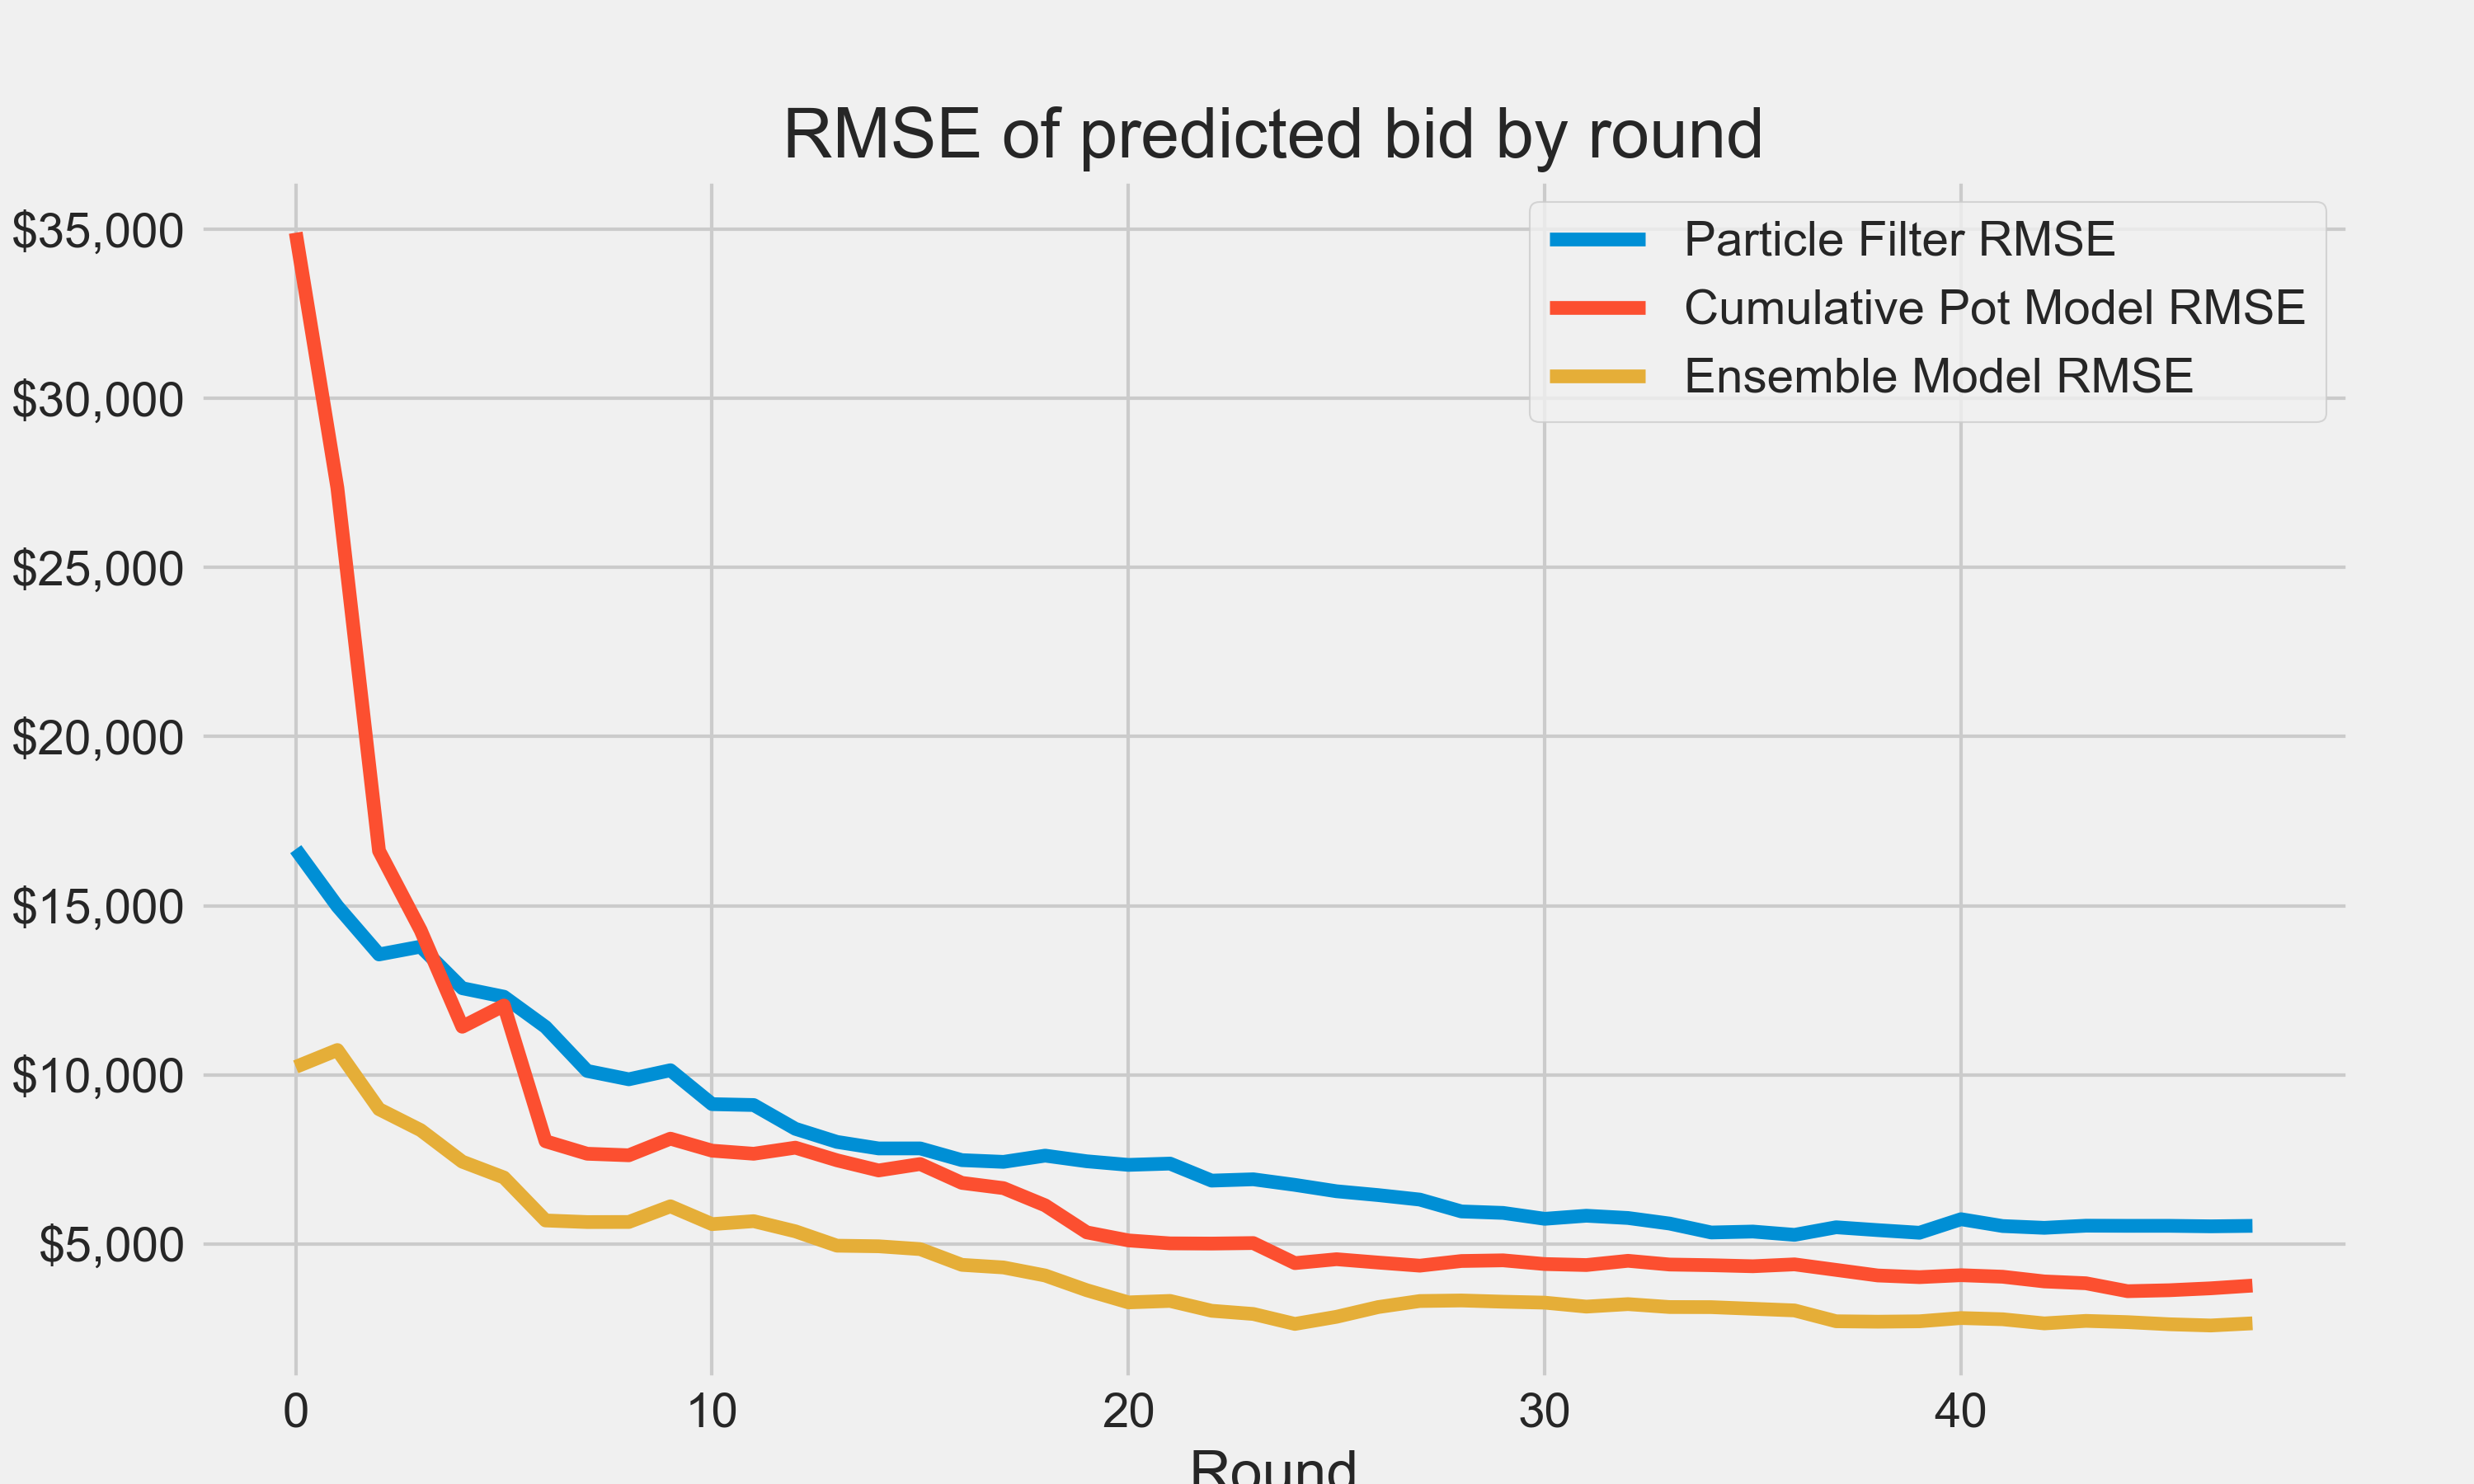 RMSE of predicted bid by round
Particle Filter RMSE
Cumulative Pot Model RMSE
Ensemble Model RMSE
$35,000
$30,000
$25,000
$20,000
$15,000
$10,000
$5,000
0 10 20 30 40
Round